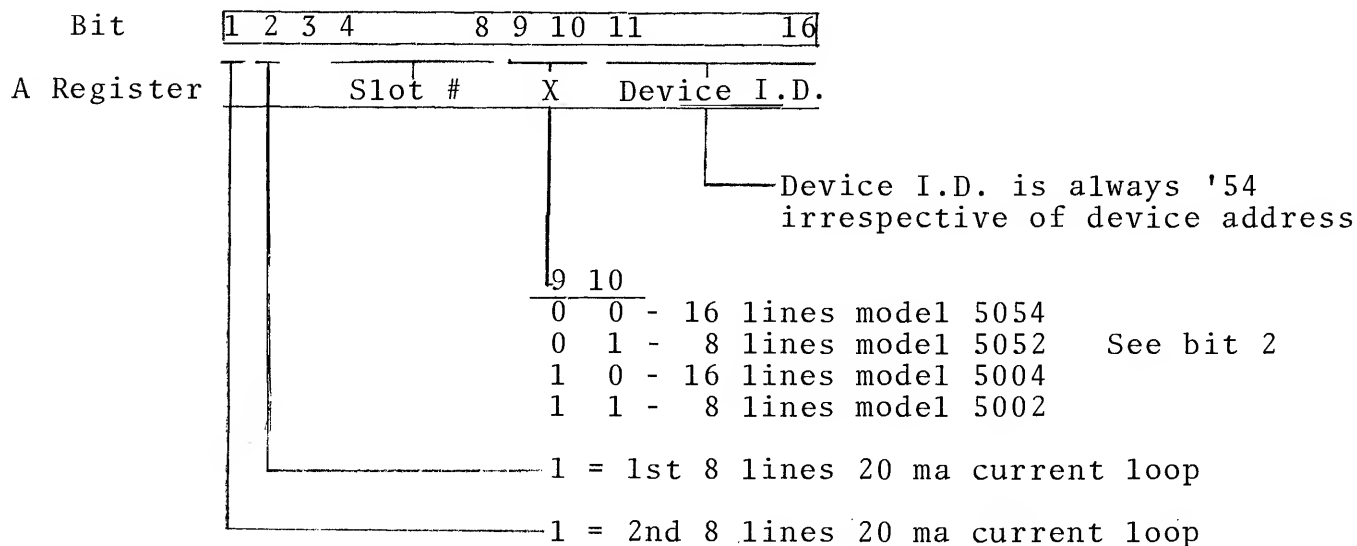 Bit 1 2 3 4 8 9 10 11 16
A Register Slot # X Device I.D.
Device I.D. is always '54
irrespective of device address
9 10
0 0 - 16 lines model 5054
0 1 - 8 lines model 5052 See bit 2
1 0 - 16 lines model 5004
1 1 - 8 lines model 5002
1 = 1st 8 lines 20 ma current loop
1 = 2nd 8 lines 20 ma current loop